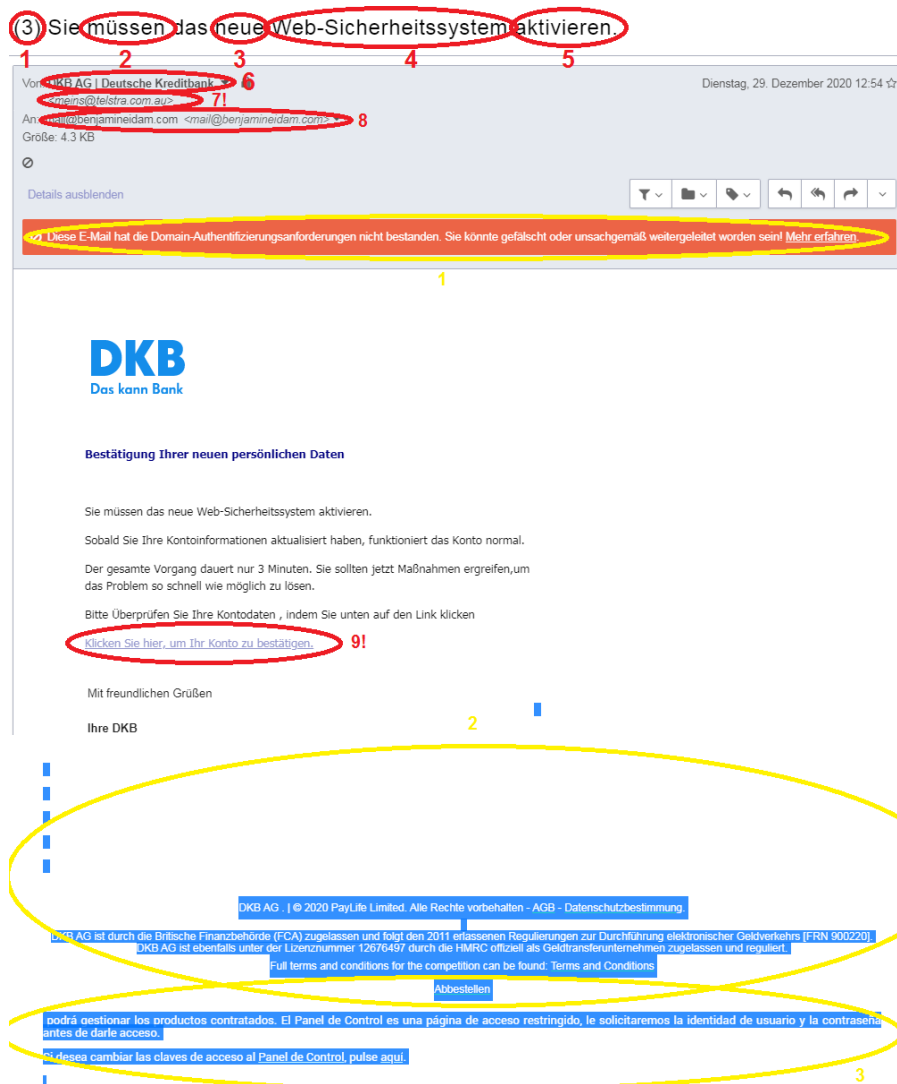 (3) Sie müssen das neue Web-Sicherheitssystem aktivieren.
1 2 3 4 5
Von DKB AG | Deutsche Kreditbank 6 Dienstag, 29. Dezember 2020 12:54
<meins@telstra.com.au> 7!
An: mail@benjamineidam.com <mail@benjamineidam.com> 8
Größe: 4.3 KB
Details ausblenden
Diese E-Mail hat die Domain-Authentifizierungsanforderungen nicht bestanden. Sie könnte gefälscht oder unsachgemäß weitergeleitet worden sein! Mehr erfahren.
1
DKB
Das kann Bank
Bestätigung Ihrer neuen persönlichen Daten
Sie müssen das neue Web-Sicherheitssystem aktivieren.
Sobald Sie Ihre Kontoinformationen aktualisiert haben, funktioniert das Konto normal.
Der gesamte Vorgang dauert nur 3 Minuten. Sie sollten jetzt Maßnahmen ergreifen,um
das Problem so schnell wie möglich zu lösen.
Bitte Überprüfen Sie Ihre Kontodaten , indem Sie unten auf den Link klicken
Klicken Sie hier, um Ihr Konto zu bestätigen. 9!
Mit freundlichen Grüßen
Ihre DKB
2
DKB AG . | © 2020 PayLife Limited. Alle Rechte vorbehalten - AGB - Datenschutzbestimmung.
DKB AG ist durch die Britische Finanzbehörde (FCA) zugelassen und folgt den 2011 erlassenen Regulierungen zur Durchführung elektronischer Geldverkehrs [FRN 900220].
DKB AG ist ebenfalls unter der Lizenznummer 12676497 durch die HMRC offiziell als Geldtransferunternehmen zugelassen und reguliert.
Full terms and conditions for the competition can be found: Terms and Conditions
Abbestellen
podrá gestionar los productos contratados. El Panel de Control es una página de acceso restringido, le solicitaremos la identidad de usuario y la contraseña
antes de darle acceso.
Si desea cambiar las claves de acceso al Panel de Control, pulse aquí.
3